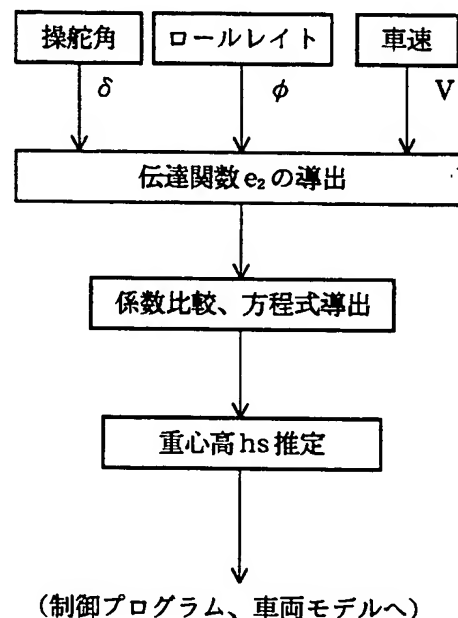 操舵角 ロールレイト 車速
δ φ V
伝達関数e₂の導出
係数比較、方程式導出
重心高hs推定
(制御プログラム、車両モデルへ)